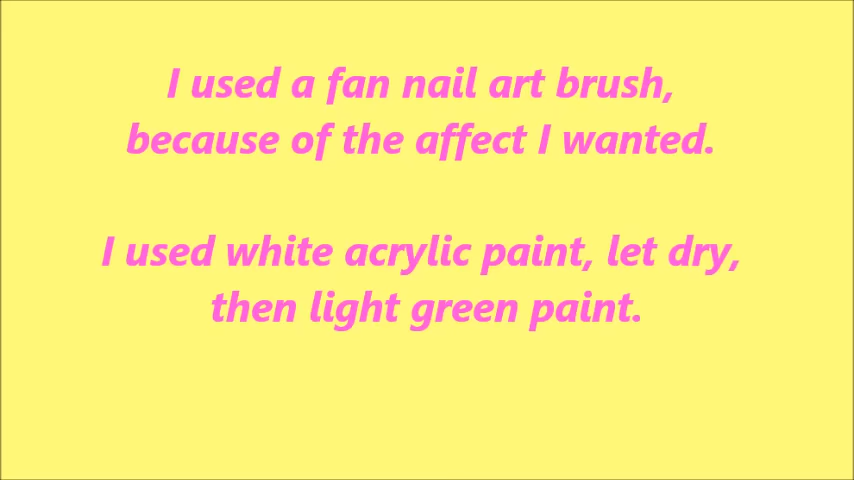 I used a fan nail art brush,
because of the affect I wanted.
I used white acrylic paint, let dry,
then light green paint.